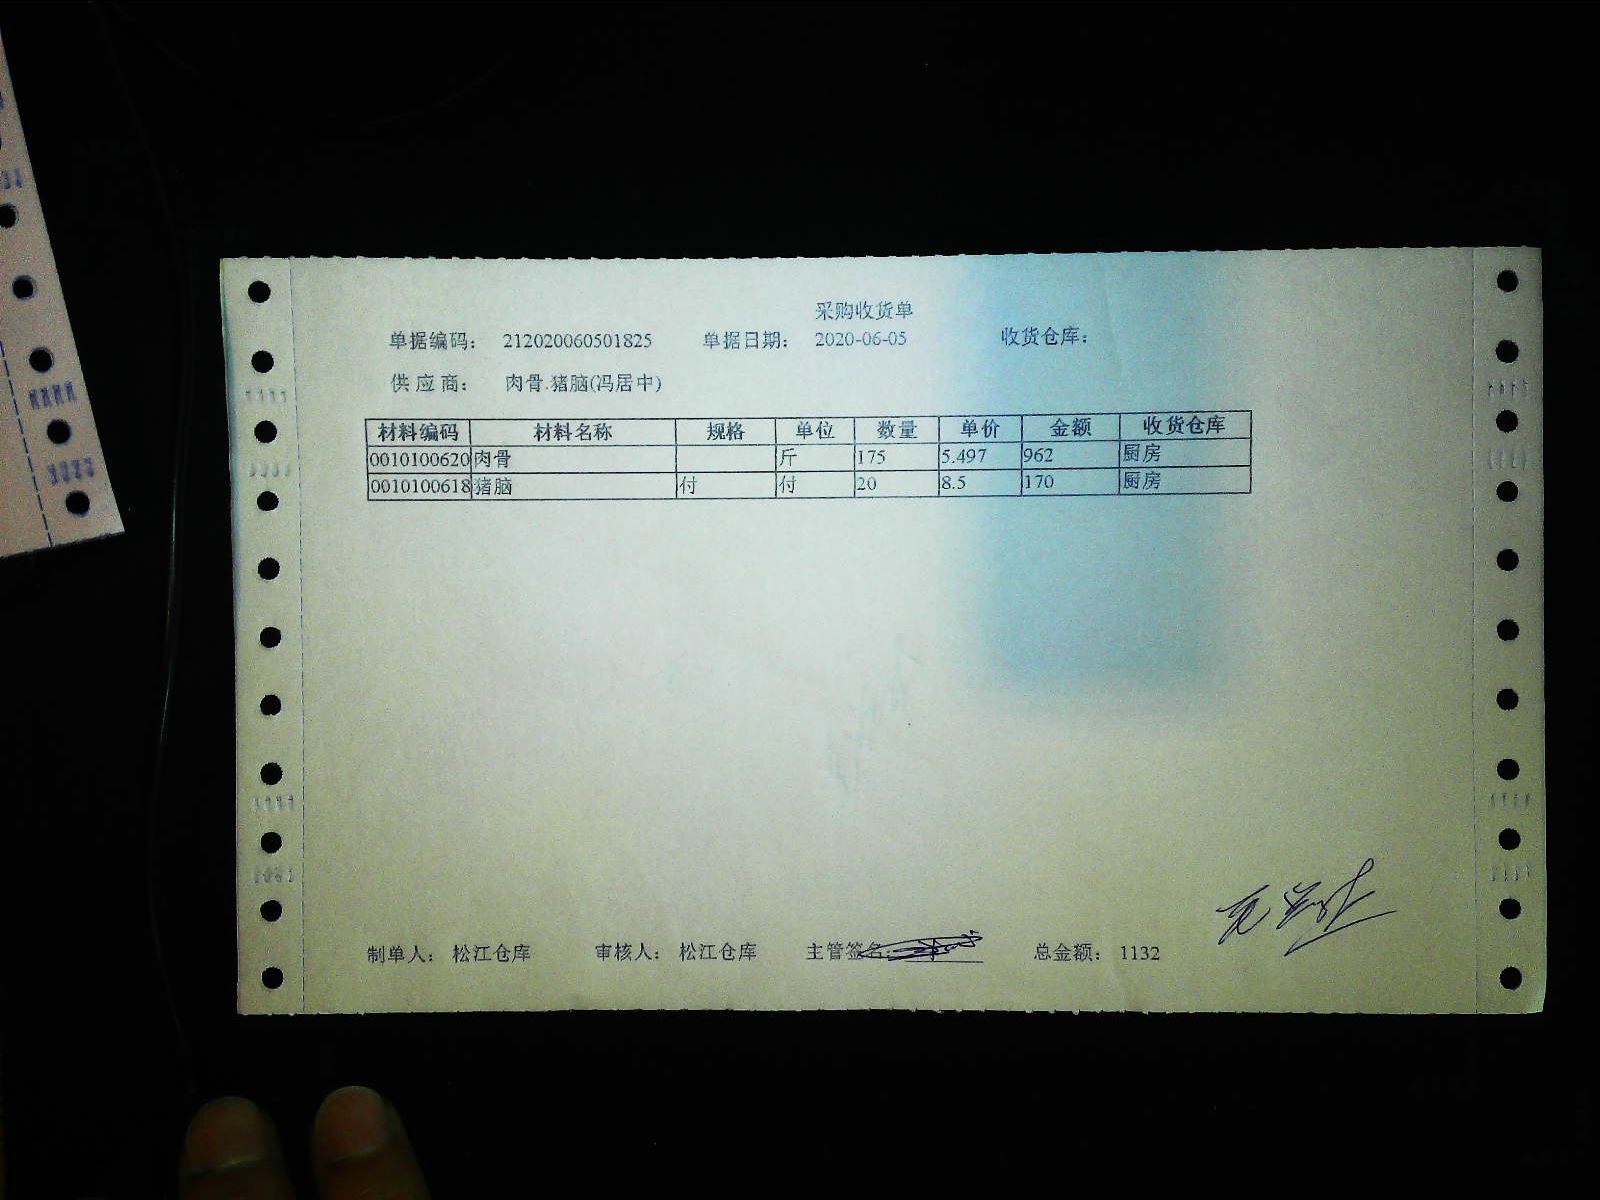 采购收货单
单据编码： 212020060501825 单据日期： 2020-06-05 收货仓库：
供应商： 肉骨.猪脑(冯居中)
材料编码 材料名称 规格 单位 数量 单价 金额 收货仓库
0010100620 肉骨 斤 175 5.497 962 厨房
0010100618 猪脑 付 付 20 8.5 170 厨房
制单人： 松江仓库 审核人： 松江仓库 主管签名: 总金额： 1132